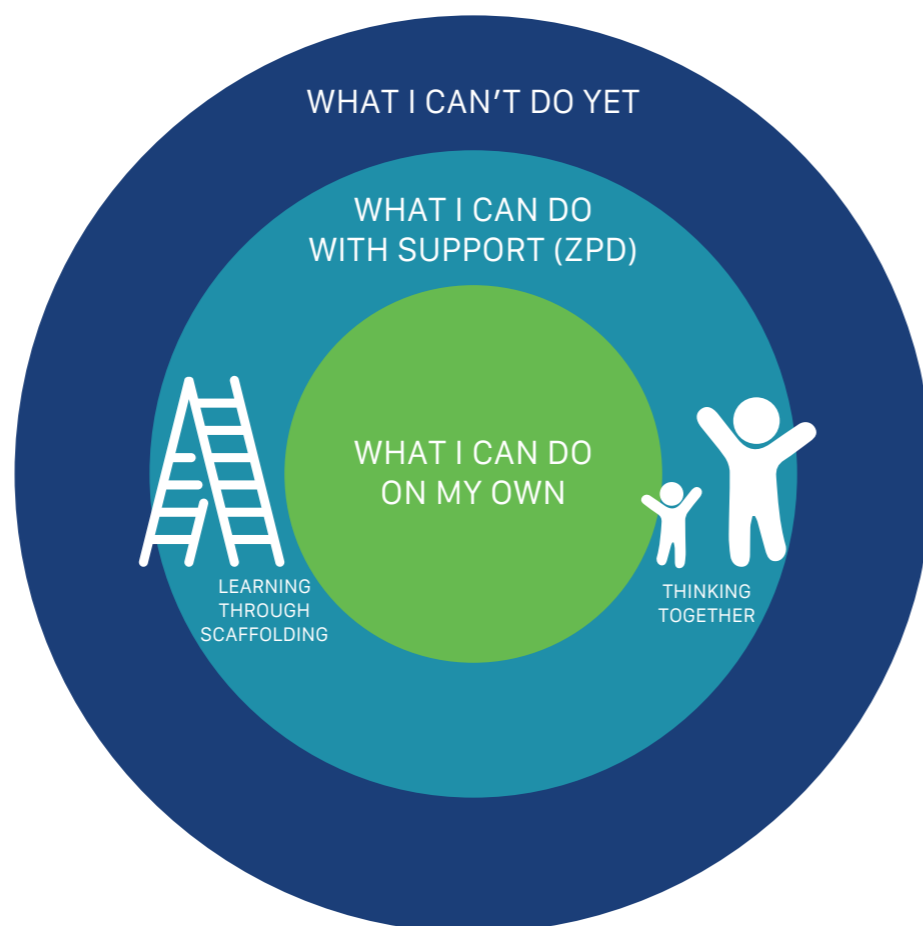 WHAT I CAN'T DO YET
WHAT I CAN DO
WITH SUPPORT (ZPD)
WHAT I CAN DO
ON MY OWN
LEARNING
THROUGH
SCAFFOLDING
THINKING
TOGETHER